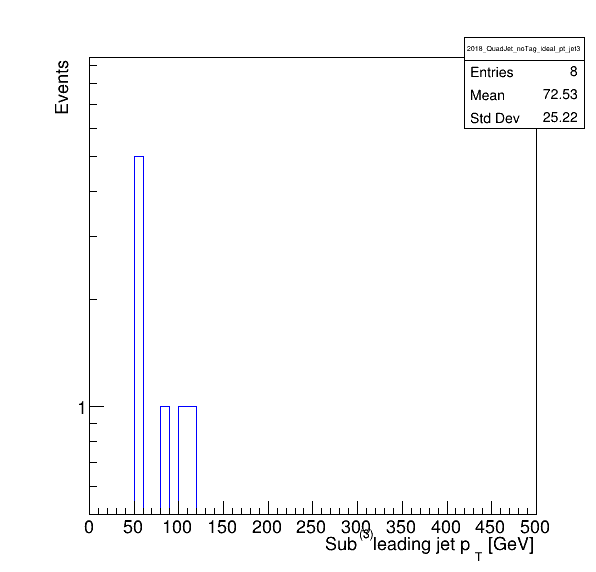 2018_QuadJet_noTag_ideal_pt_jet3
Entries 8
Mean 72.53
Std Dev 25.22
Events
1
0 50 100 150 200 250 300 350 400 450 500
Sub (3) leading jet p T [GeV]